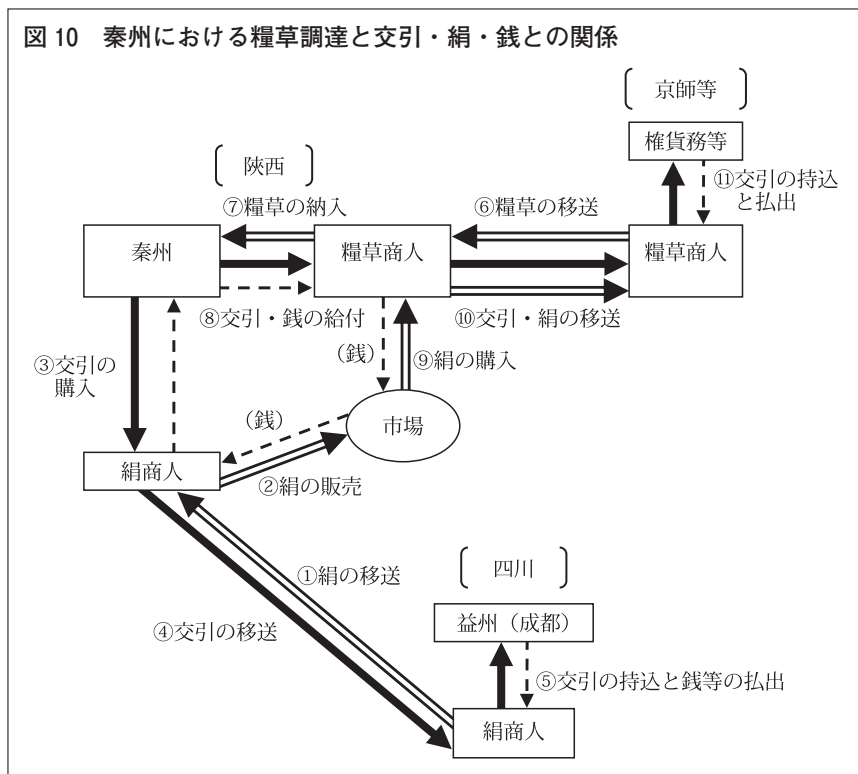 図10 秦州における糧草調達と交引・絹・銭との関係
京師等
榷貨務等
⑪交引の持込
と払出
陝西
⑦糧草の納入
⑥糧草の移送
秦州
糧草商人
糧草商人
⑧交引・銭の給付
⑩交引・絹の移送
③交引の
購入
(銭)
⑨絹の購入
(銭)
市場
絹商人
②絹の販売
①絹の移送
四川
④交引の移送
益州(成都)
⑤交引の持込と銭等の払出
絹商人